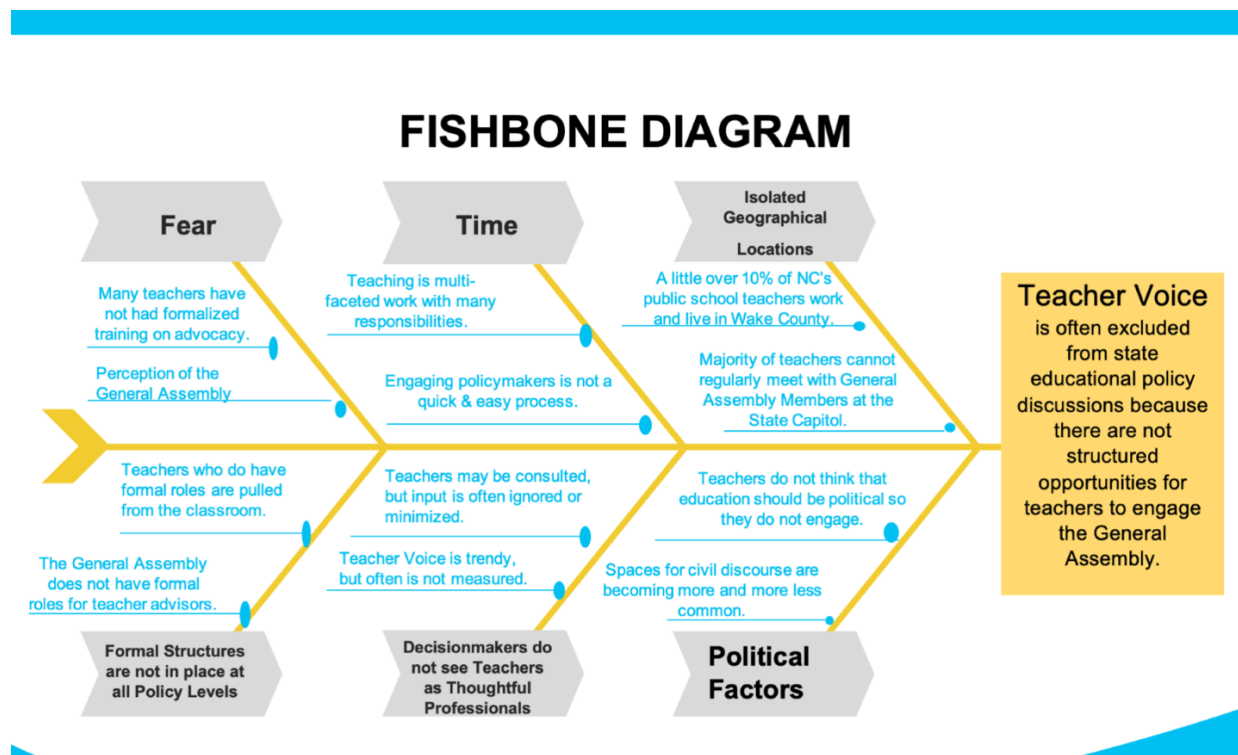 FISHBONE DIAGRAM
Fear
Many teachers have
not had formalized
training on advocacy.
Perception of the
General Assembly
Time
Teaching is multi-
faceted work with many
responsibilities.
Engaging policymakers is not a
quick & easy process.
Isolated
Geographical
Locations
A little over 10% of NC's
public school teachers work
and live in Wake County.
Majority of teachers cannot
regularly meet with General
Assembly Members at the
State Capitol.
Teachers who do have
formal roles are pulled
from the classroom.
The General Assembly
does not have formal
roles for teacher advisors.
Formal Structures
are not in place at
all Policy Levels
Teachers may be consulted,
but input is often ignored or
minimized.
Teacher Voice is trendy,
but often is not measured.
Decisionmakers do
not see Teachers
as Thoughtful
Professionals
Teachers do not think that
education should be political so
they do not engage.
Spaces for civil discourse are
becoming more and more less
common.
Political
Factors
Teacher Voice
is often excluded
from state
educational policy
discussions because
there are not
structured
opportunities for
teachers to engage
the General
Assembly.